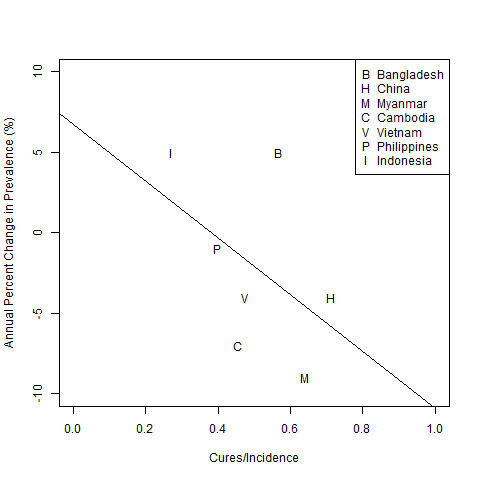 Annual Percent Change in Prevalence (%)
10
5
0
-5
-10
I
B
P
V
H
C
M
B Bangladesh
H China
M Myanmar
C Cambodia
V Vietnam
P Philippines
I Indonesia
0.0 0.2 0.4 0.6 0.8 1.0
Cures/Incidence